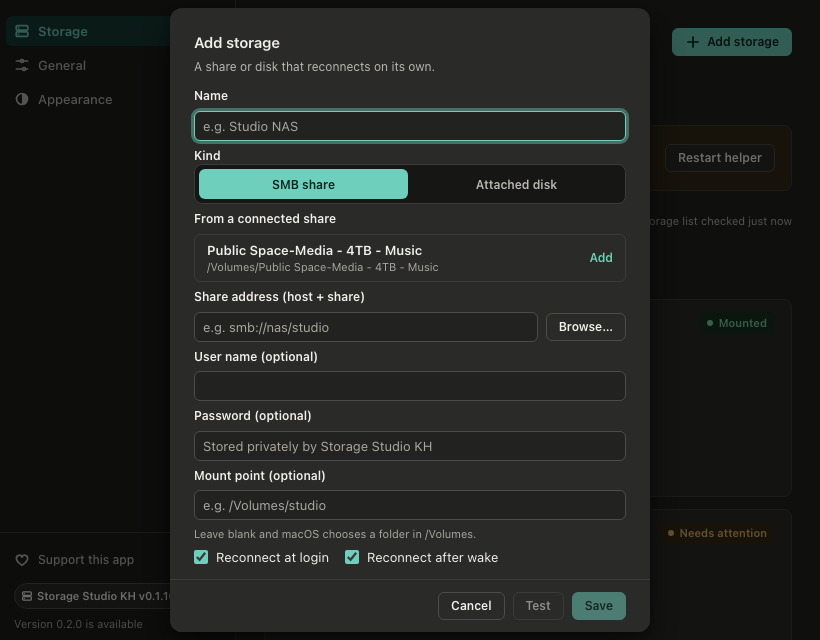 Storage
General
Appearance
Add storage
Restart helper
orage list checked just now
Mounted
Needs attention
Add storage
A share or disk that reconnects on its own.
Name
e.g. Studio NAS
Kind
SMB share
Attached disk
From a connected share
Public Space-Media - 4TB - Music
/Volumes/Public Space-Media - 4TB - Music
Add
Share address (host + share)
e.g. smb://nas/studio
Browse...
User name (optional)
Password (optional)
Stored privately by Storage Studio KH
Mount point (optional)
e.g. /Volumes/studio
Leave blank and macOS chooses a folder in /Volumes.
Reconnect at login
Reconnect after wake
Cancel
Test
Save
Support this app
Storage Studio KH
Version 0.2.0 is available